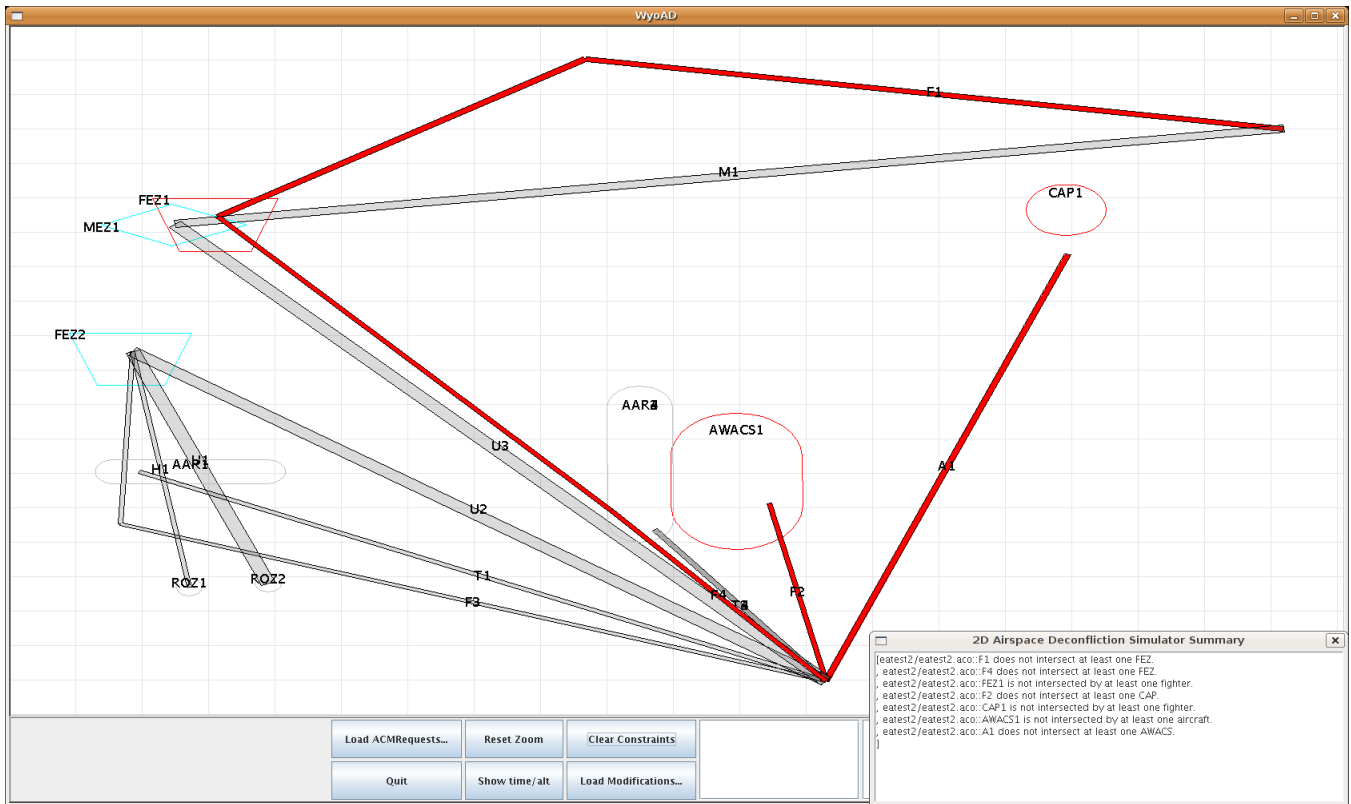 WyoAD
F1
M1
CAP1
FEZ1
MEZ1
FEZ2
AWACS1
U3
A1
H1
AAR1
U2
T1
ROZ1
ROZ2
F3
F4
F2
2D Airspace Deconfliction Simulator Summary
[eatest2/eatest2.aco::F1 does not intersect at least one FEZ.
, eatest2/eatest2.aco::F4 does not intersect at least one FEZ.
, eatest2/eatest2.aco::FEZ1 is not intersected by at least one fighter.
, eatest2/eatest2.aco::F2 does not intersect at least one CAP.
, eatest2/eatest2.aco::CAP1 is not intersected by at least one fighter.
, eatest2/eatest2.aco::AWACS1 is not intersected by at least one aircraft.
, eatest2/eatest2.aco::A1 does not intersect at least one AWACS.
]
Load ACMRequests...
Reset Zoom
Clear Constraints
Quit
Show time/alt
Load Modifications...